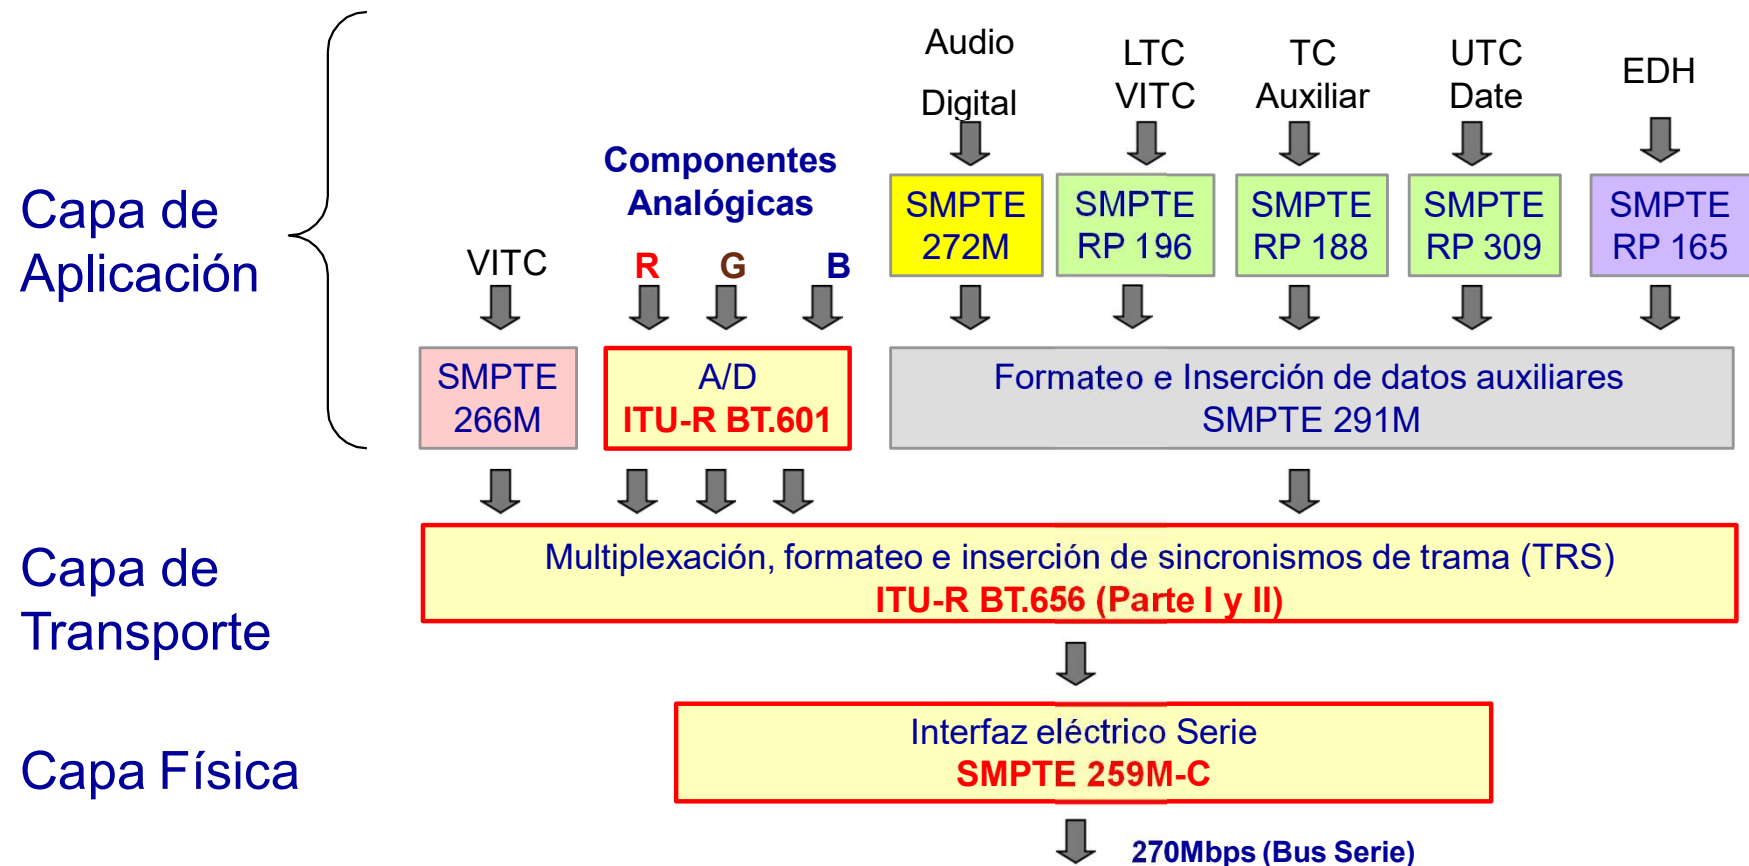 Capa de
Aplicación
VITC
SMPTE
266M
Componentes
Analógicas
R G B
A/D
ITU-R BT.601
Audio
Digital
SMPTE
272M
LTC
VITC
SMPTE
RP 196
TC
Auxiliar
SMPTE
RP 188
UTC
Date
SMPTE
RP 309
EDH
SMPTE
RP 165
Formateo e Inserción de datos auxiliares
SMPTE 291M
Capa de
Transporte
Multiplexación, formateo e inserción de sincronismos de trama (TRS)
ITU-R BT.656 (Parte I y II)
Capa Física
Interfaz eléctrico Serie
SMPTE 259M-C
270Mbps (Bus Serie)